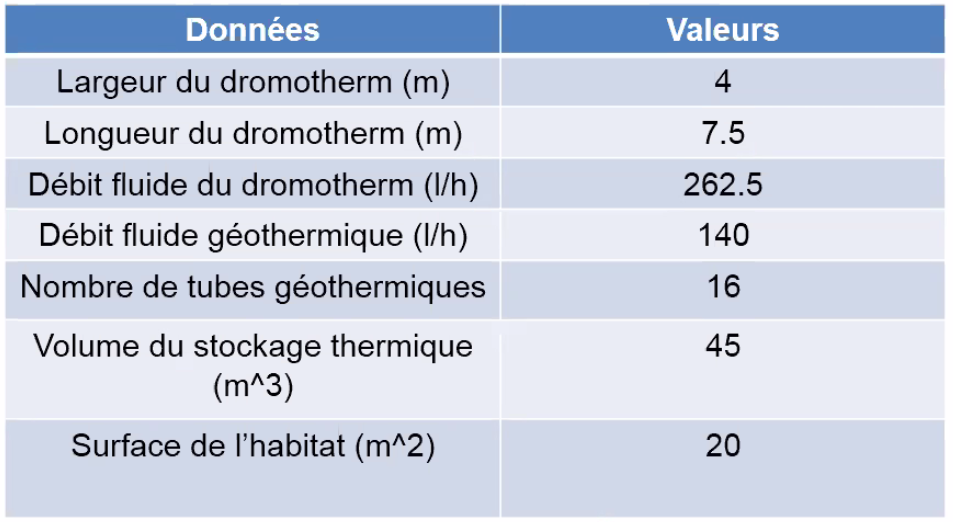 Données Valeurs
Largeur du dromotherm (m) 4
Longueur du dromotherm (m) 7.5
Débit fluide du dromotherm (l/h) 262.5
Débit fluide géothermique (l/h) 140
Nombre de tubes géothermiques 16
Volume du stockage thermique 45
(m^3)
Surface de l’habitat (m^2) 20